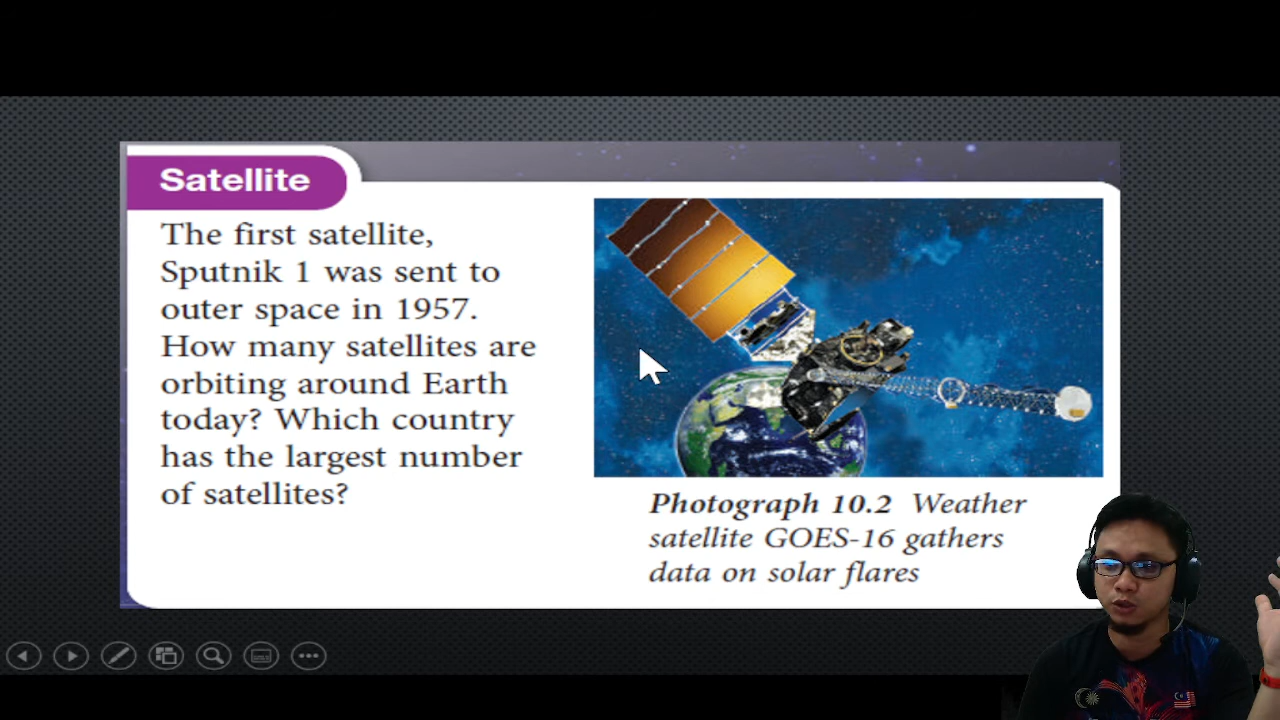 Satellite
The first satellite,
Sputnik 1 was sent to
outer space in 1957.
How many satellites are
orbiting around Earth
today? Which country
has the largest number
of satellites?
Photograph 10.2 Weather
satellite GOES-16 gathers
data on solar flares